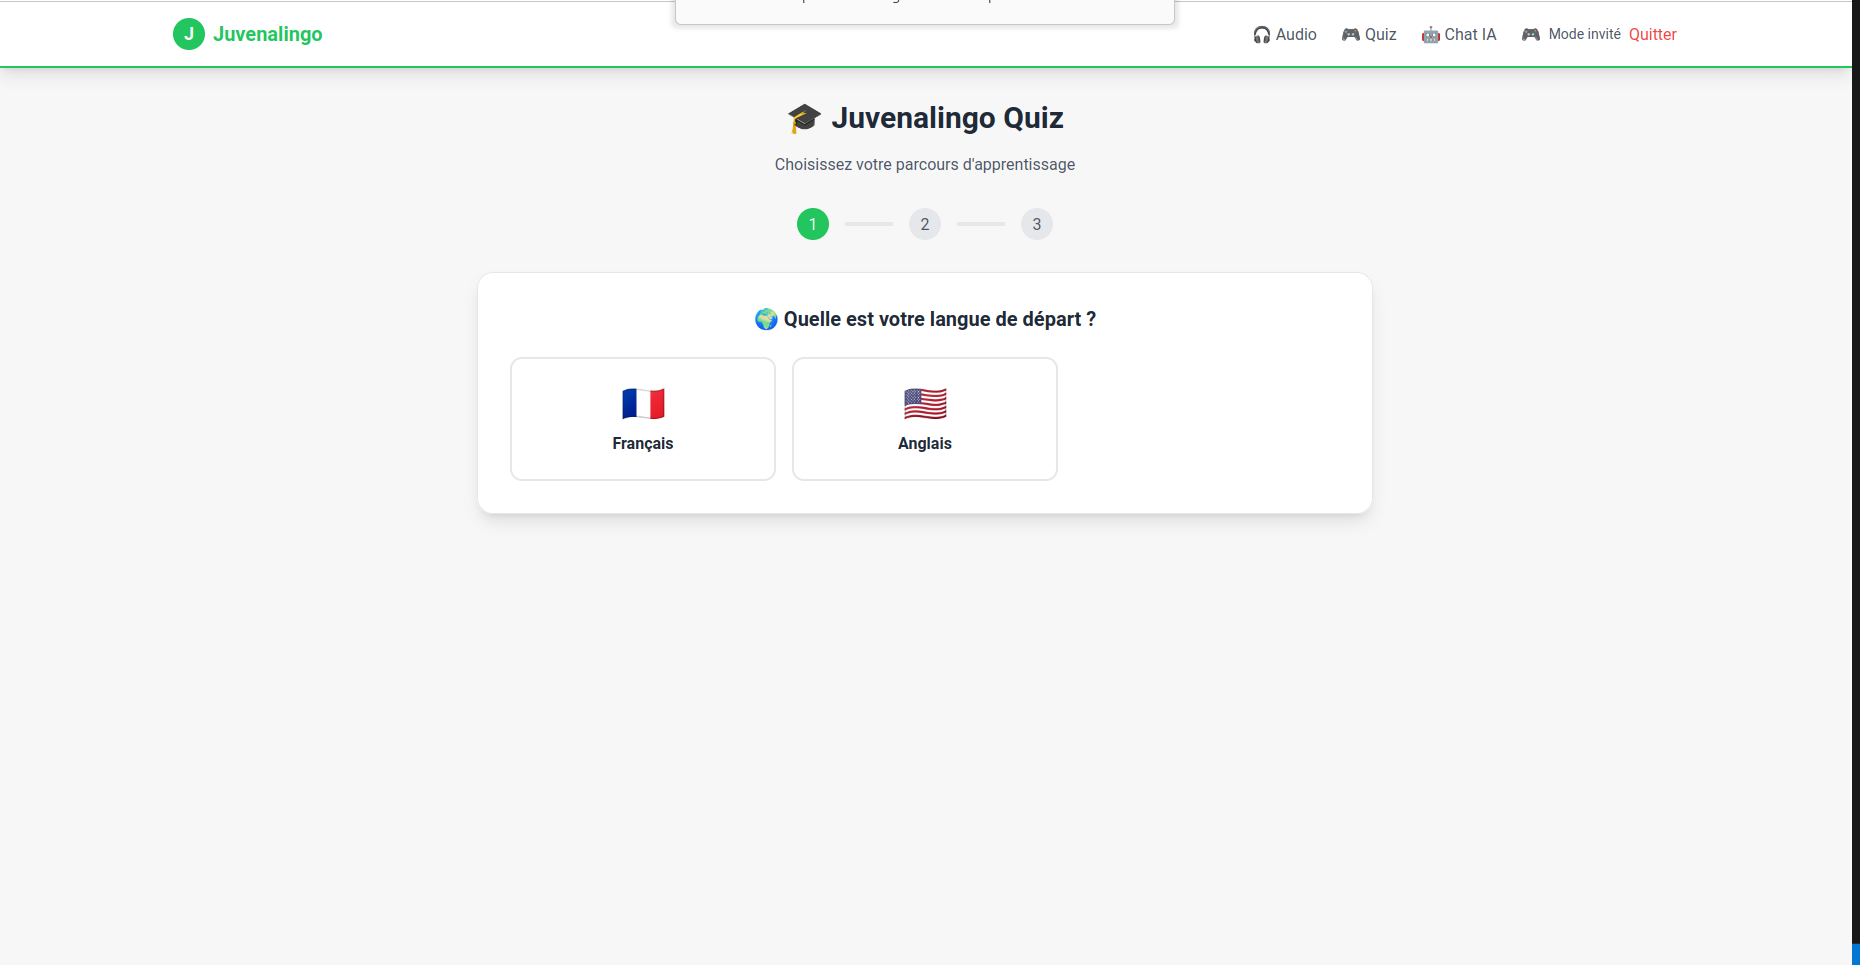 J Juvenalingo
🎧 Audio 🎮 Quiz 🤖 Chat IA 🎮 Mode invité Quitter
🎓 Juvenalingo Quiz
Choisissez votre parcours d'apprentissage
1 2 3
🌍 Quelle est votre langue de départ ?
Français
Anglais